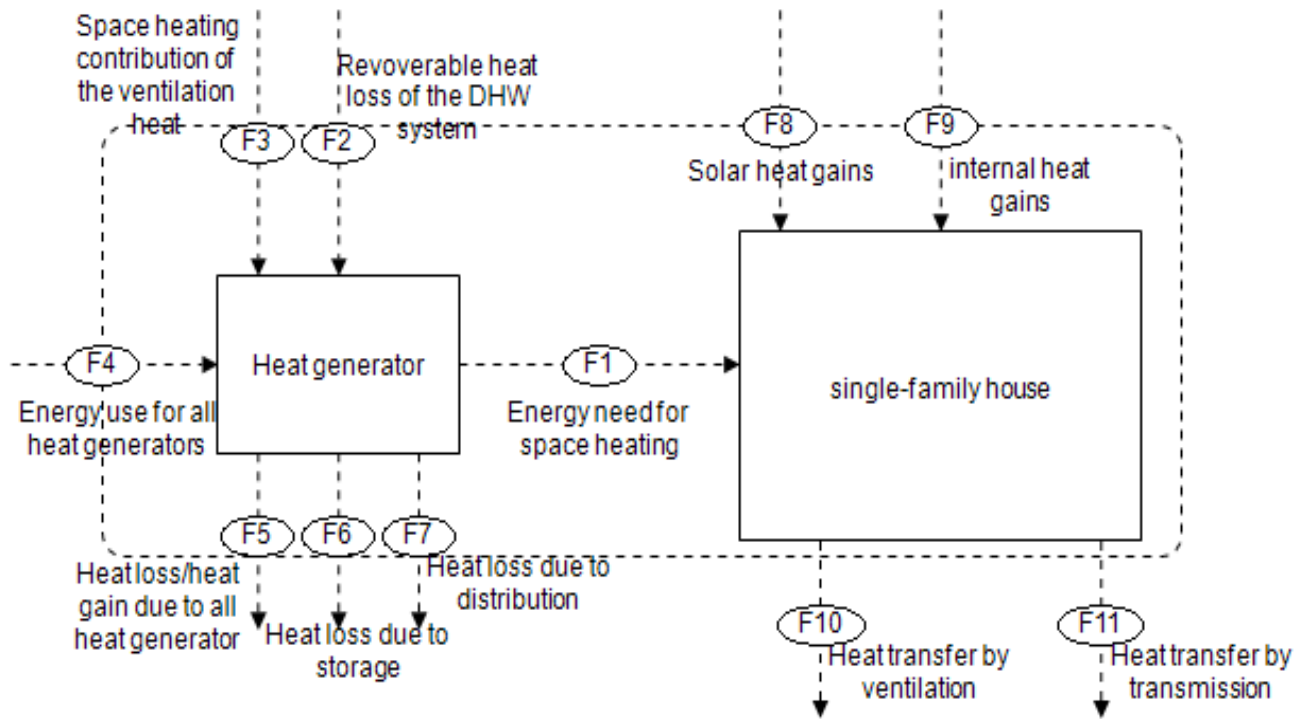 Space heating
contribution of
the ventilation
heat
Revoverable heat
loss of the DHW
system
F3
F2
F8
F9
Solar heat gains
internal heat
gains
F4
Heat generator
F1
single-family house
Energy use for all
heat generators
Energy need for
space heating
F5
F6
F7
Heat loss/heat
gain due to all
heat generator
Heat loss due to
storage
Heat loss due to
distribution
F10
F11
Heat transfer by
ventilation
Heat transfer by
transmission